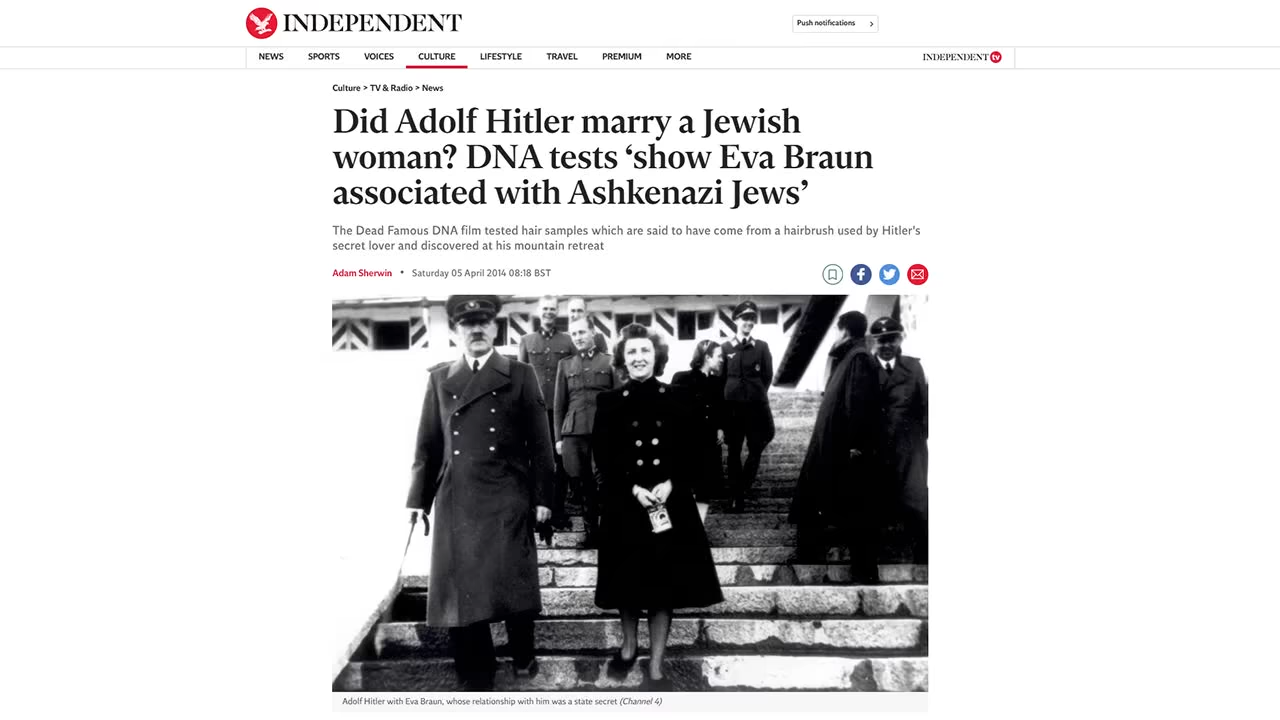 INDEPENDENT
Push notifications
NEWS SPORTS VOICES CULTURE LIFESTYLE TRAVEL PREMIUM MORE INDEPENDENT tv
Culture > TV & Radio > News
Did Adolf Hitler marry a Jewish
woman? DNA tests ‘show Eva Braun
associated with Ashkenazi Jews’
The Dead Famous DNA film tested hair samples which are said to have come from a hairbrush used by Hitler's
secret lover and discovered at his mountain retreat
Adam Sherwin • Saturday 05 April 2014 08:18 BST
Adolf Hitler with Eva Braun, whose relationship with him was a state secret (Channel 4)